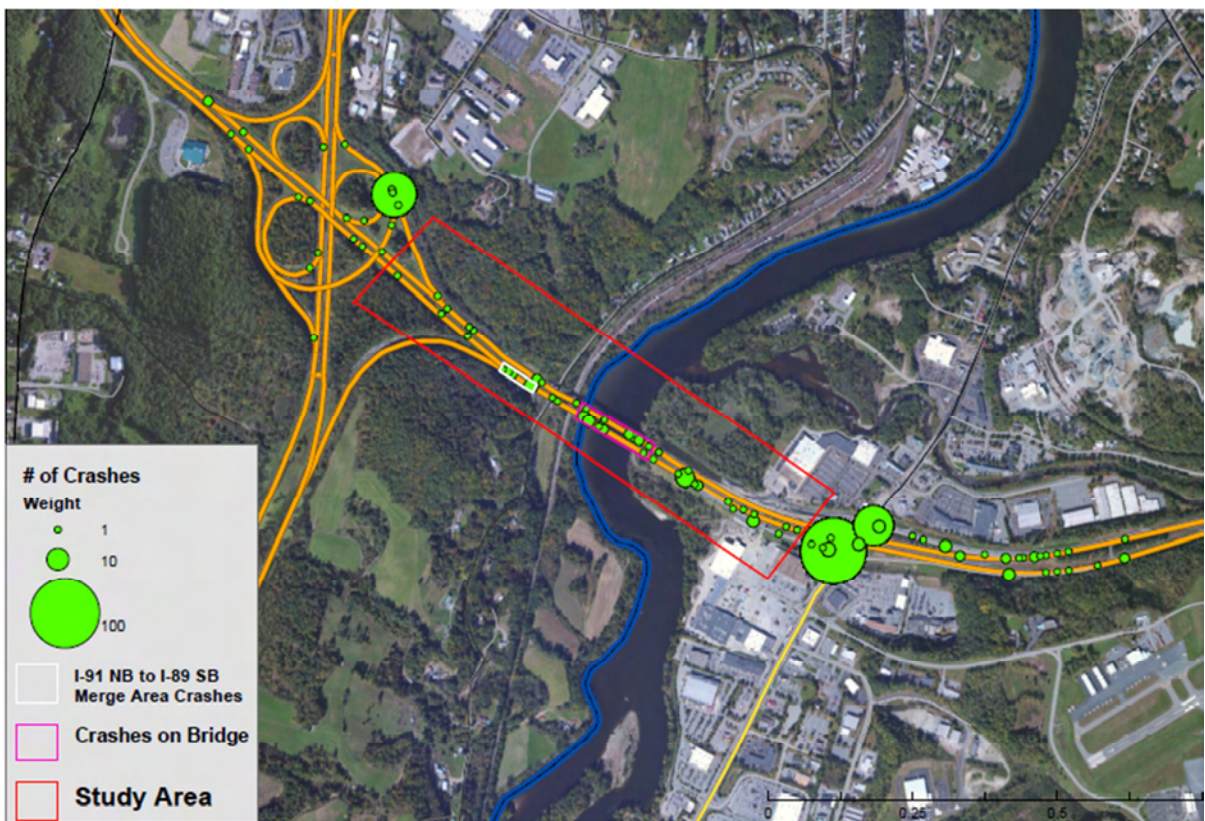 # of Crashes
Weight
1
10
100
I-91 NB to I-89 SB
Merge Area Crashes
Crashes on Bridge
Study Area
0 0.25 0.5